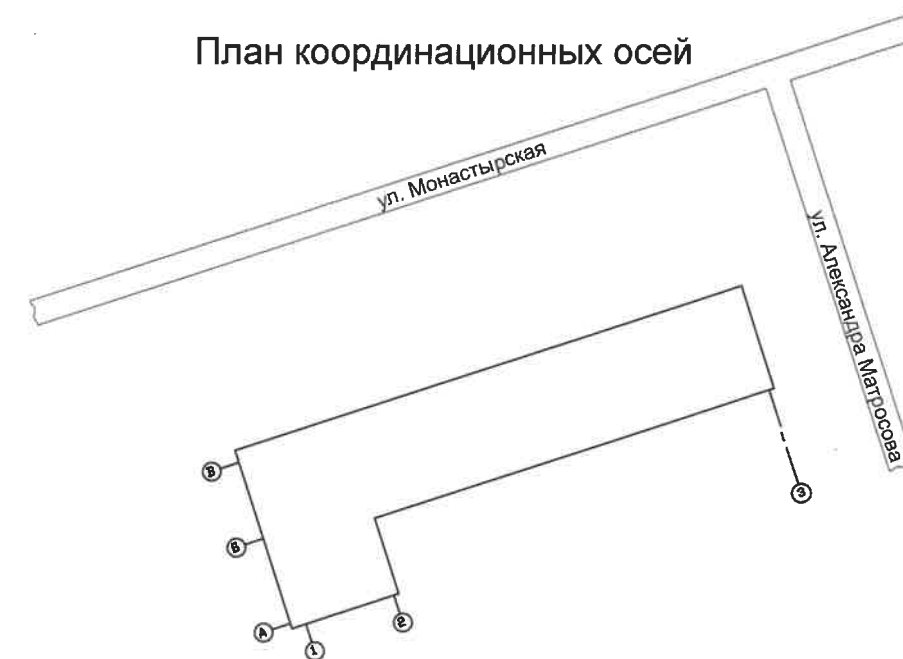 План координационных осей
ул. Монастырская
ул. Александра Матросова
В
Б
А
1
2
3